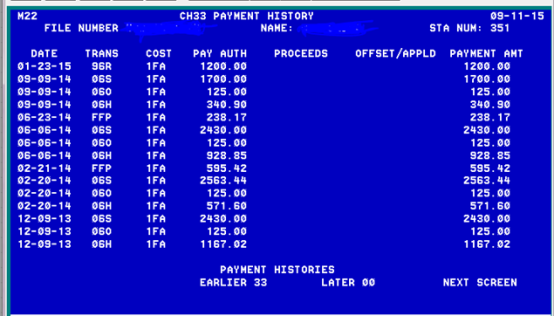 M22 CH33 PAYMENT HISTORY 09-11-15
FILE NUMBER NAME: STA NUM: 351
DATE TRANS COST PAY AUTH PROCEEDS OFFSET/APPLD PAYMENT AMT
01-23-15 96R 1FA 1200.00 1200.00
09-09-14 06S 1FA 1700.00 1700.00
09-09-14 06O 1FA 125.00 125.00
09-09-14 06H 1FA 340.90 340.90
06-23-14 FFP 1FA 238.17 238.17
06-06-14 06S 1FA 2430.00 2430.00
06-06-14 06O 1FA 125.00 125.00
06-06-14 06H 1FA 928.85 928.85
02-21-14 FFP 1FA 595.42 595.42
02-20-14 06S 1FA 2563.44 2563.44
02-20-14 06O 1FA 125.00 125.00
02-20-14 06H 1FA 571.60 571.60
12-09-13 06S 1FA 2430.00 2430.00
12-09-13 06O 1FA 125.00 125.00
12-09-13 06H 1FA 1167.02 1167.02
PAYMENT HISTORIES
EARLIER 33 LATER 00 NEXT SCREEN